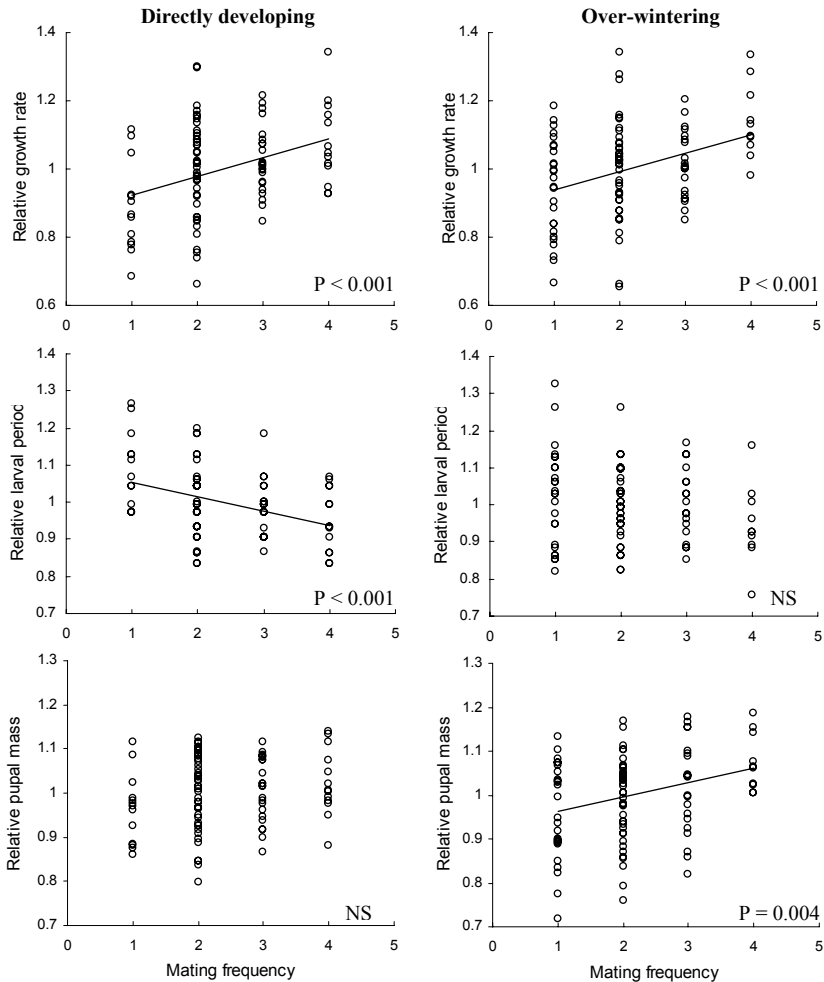 Directly developing
Over-wintering
1.4
1.2
1
0.8
0.6
Relative growth rate
P < 0.001
0 1 2 3 4 5
1.4
1.2
1
0.8
0.6
Relative growth rate
P < 0.001
0 1 2 3 4 5
1.4
1.3
1.2
1.1
1
0.9
0.8
0.7
Relative larval period
P < 0.001
0 1 2 3 4 5
1.4
1.3
1.2
1.1
1
0.9
0.8
0.7
Relative larval period
NS
0 1 2 3 4 5
1.3
1.2
1.1
1
0.9
0.8
0.7
Relative pupal mass
NS
0 1 2 3 4 5
Mating frequency
1.3
1.2
1.1
1
0.9
0.8
0.7
Relative pupal mass
P = 0.004
0 1 2 3 4 5
Mating frequency